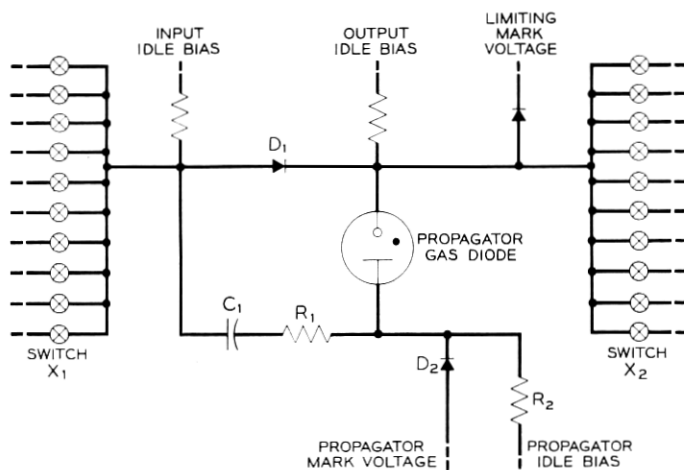 INPUT
IDLE BIAS
OUTPUT
IDLE BIAS
LIMITING
MARK
VOLTAGE
D1
PROPAGATOR
GAS DIODE
C1
R1
D2
R2
SWITCH
X1
SWITCH
X2
PROPAGATOR
MARK VOLTAGE
PROPAGATOR
IDLE BIAS